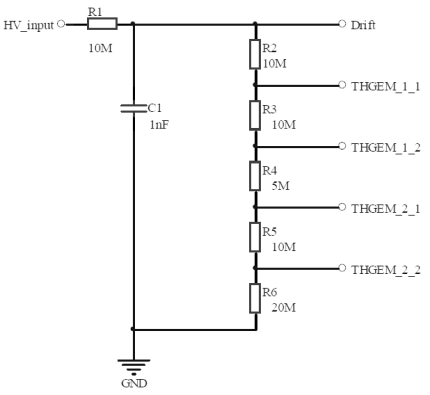 R1
HV_input
Drift
10M
R2
10M
THGEM_1_1
C1
R3
1nF
10M
THGEM_1_2
R4
5M
THGEM_2_1
R5
10M
THGEM_2_2
R6
20M
GND